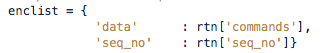 enclist = {
'data' : rtn['commands'],
'seq_no' : rtn['seq_no']}